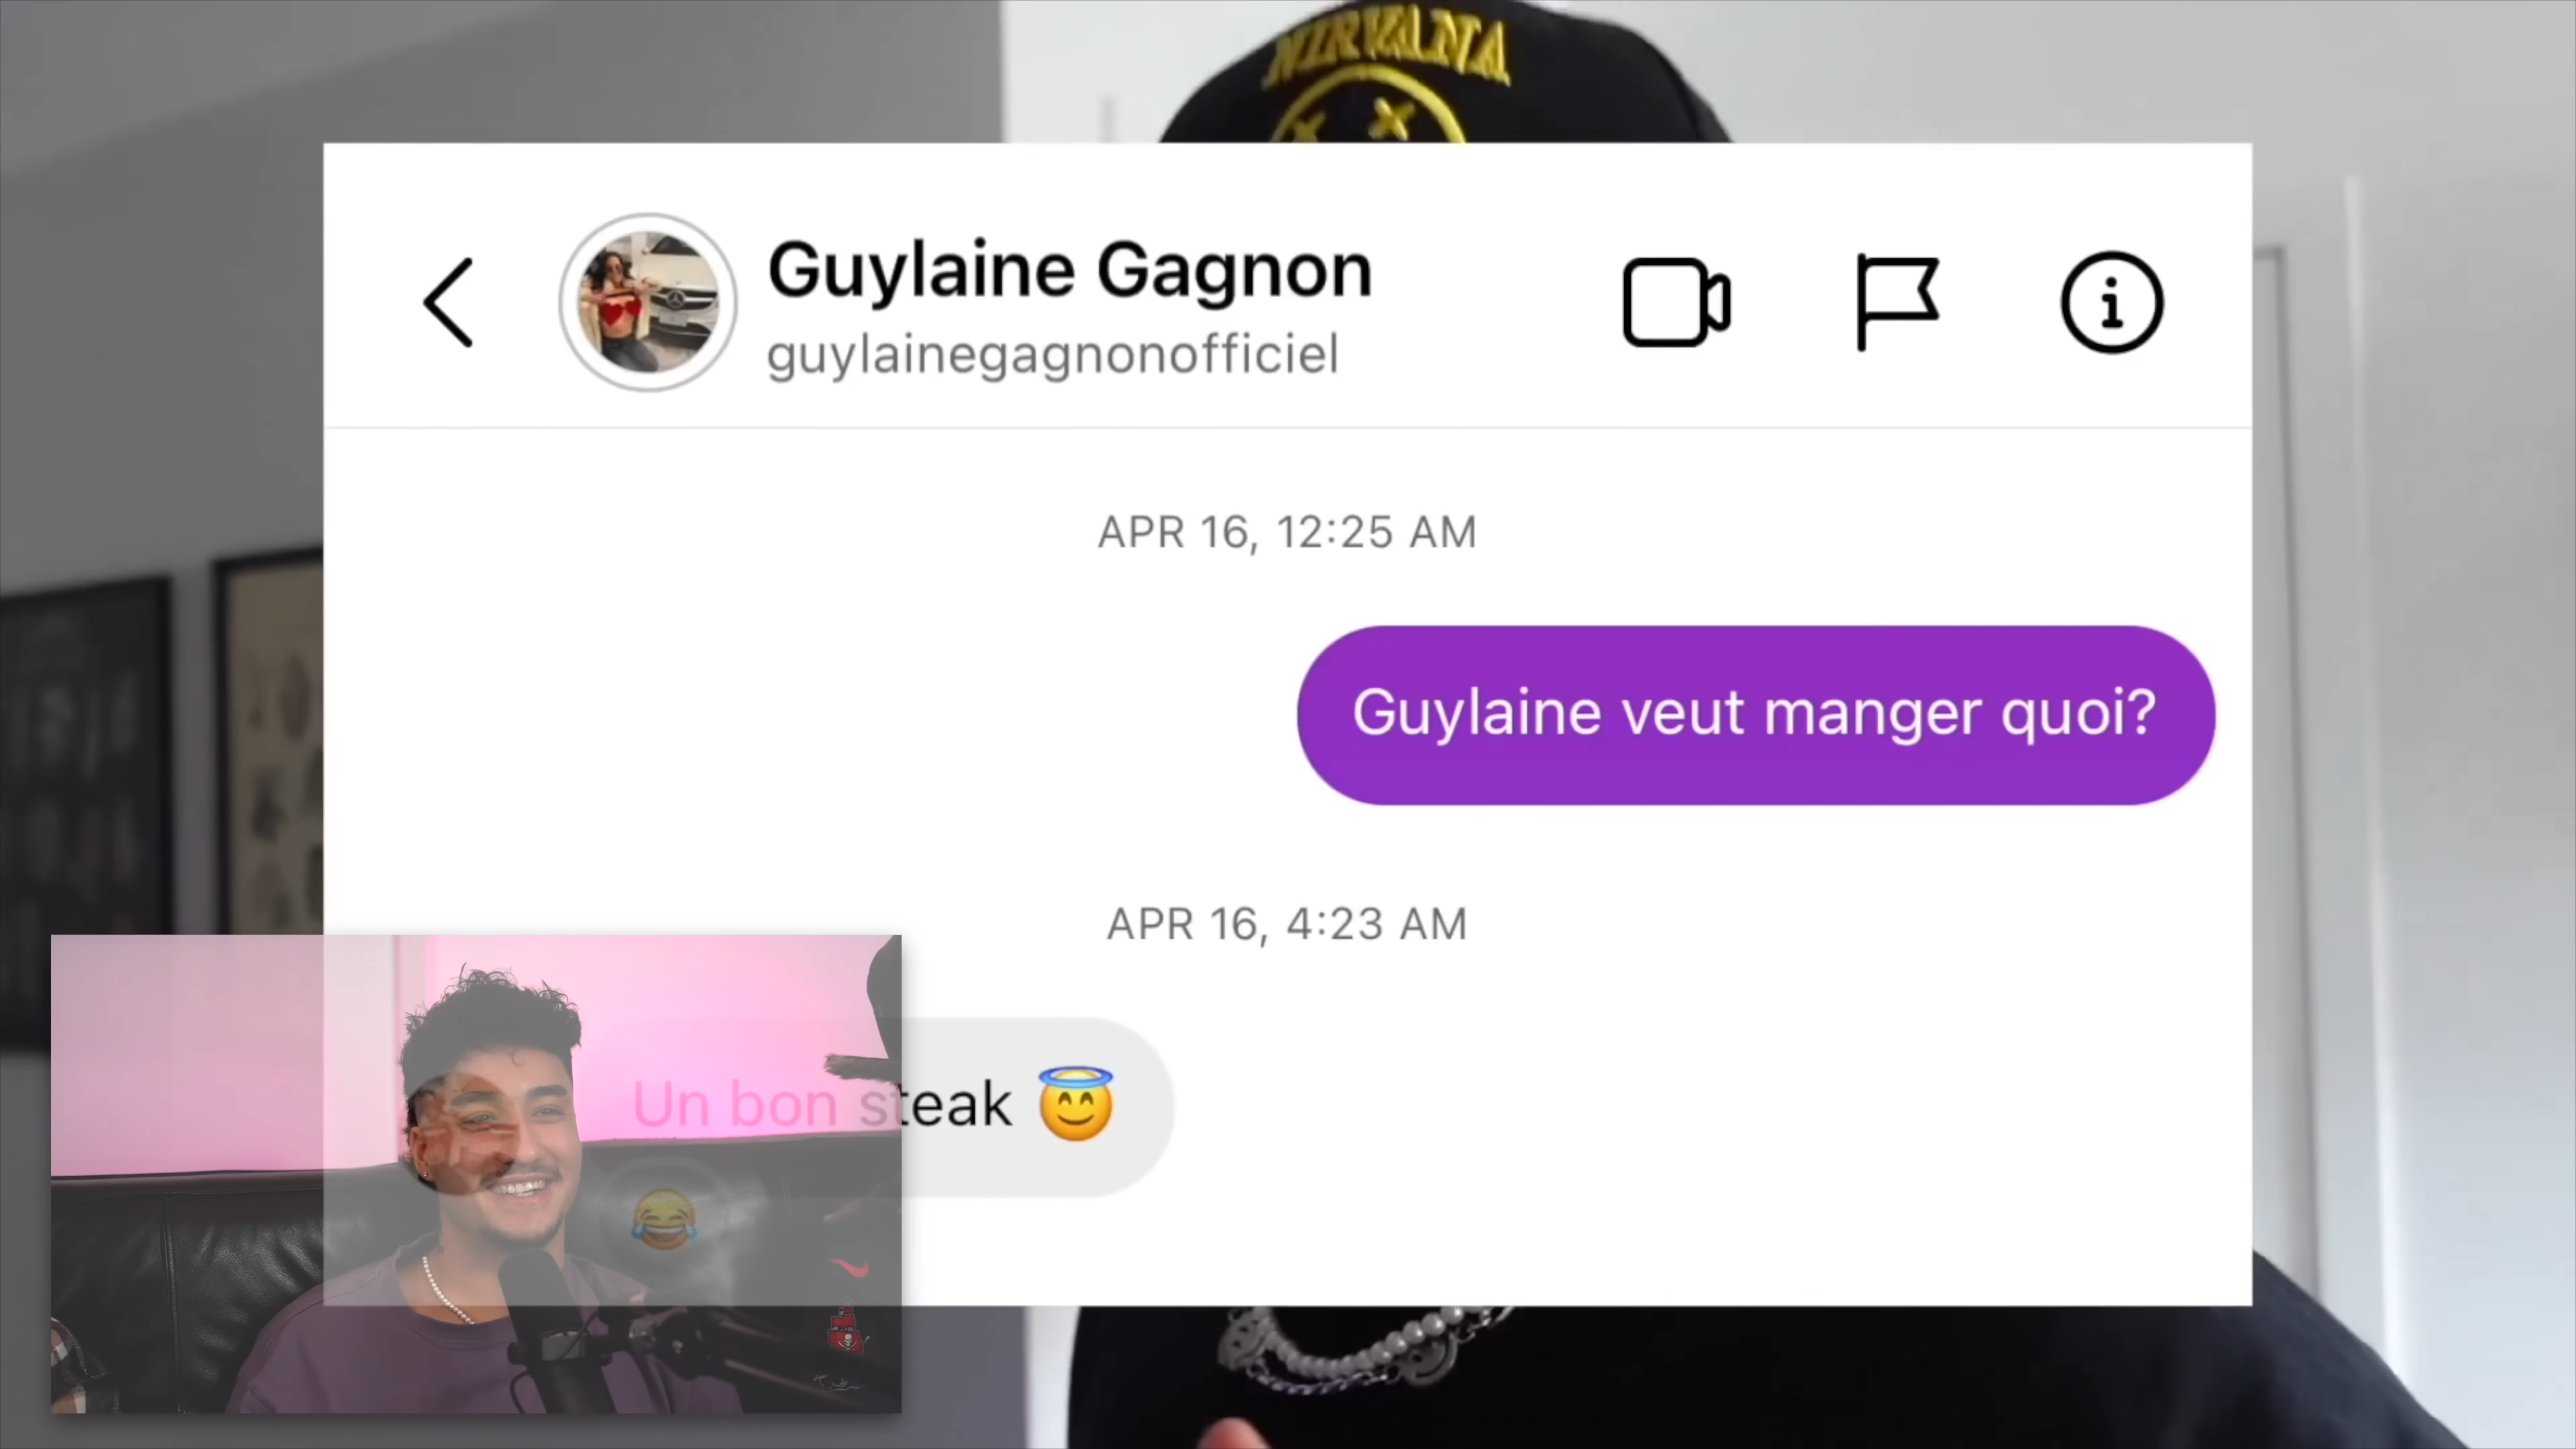 NIRVANA
Guylaine Gagnon
guylainegagnonofficiel
APR 16, 12:25 AM
Guylaine veut manger quoi?
APR 16, 4:23 AM
Un bon steak 😇
😂